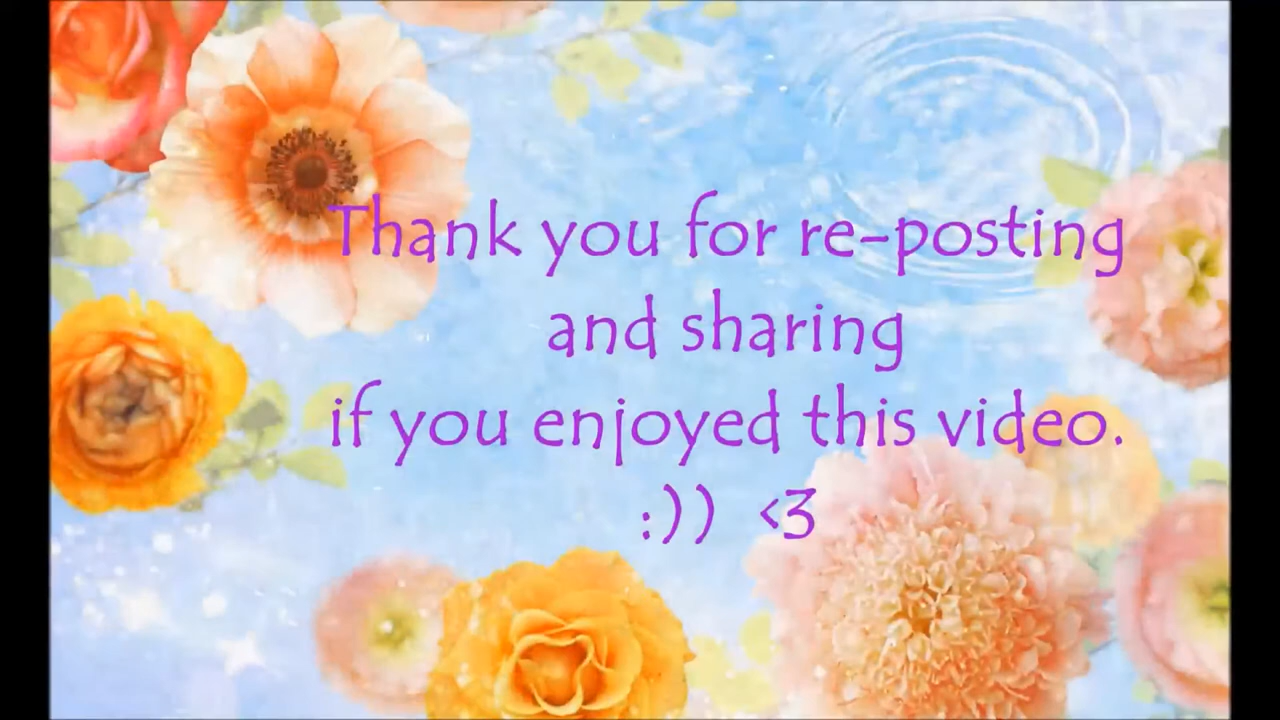 Thank you for re-posting
and sharing
if you enjoyed this video.
:)) <3